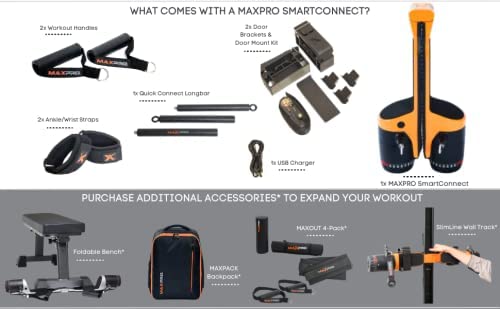 WHAT COMES WITH A MAXPRO SMARTCONNECT?
2x Workout Handles
MAXPRO
2x Door
Brackets &
Door Mount Kit
1x Quick Connect Longbar
2x Ankle/Wrist Straps
1x USB Charger
1x MAXPRO SmartConnect
PURCHASE ADDITIONAL ACCESSORIES* TO EXPAND YOUR WORKOUT
Foldable Bench*
MAXPACK
Backpack*
MAXPRO
MAXOUT 4-Pack*
SlimLine Wall Track*